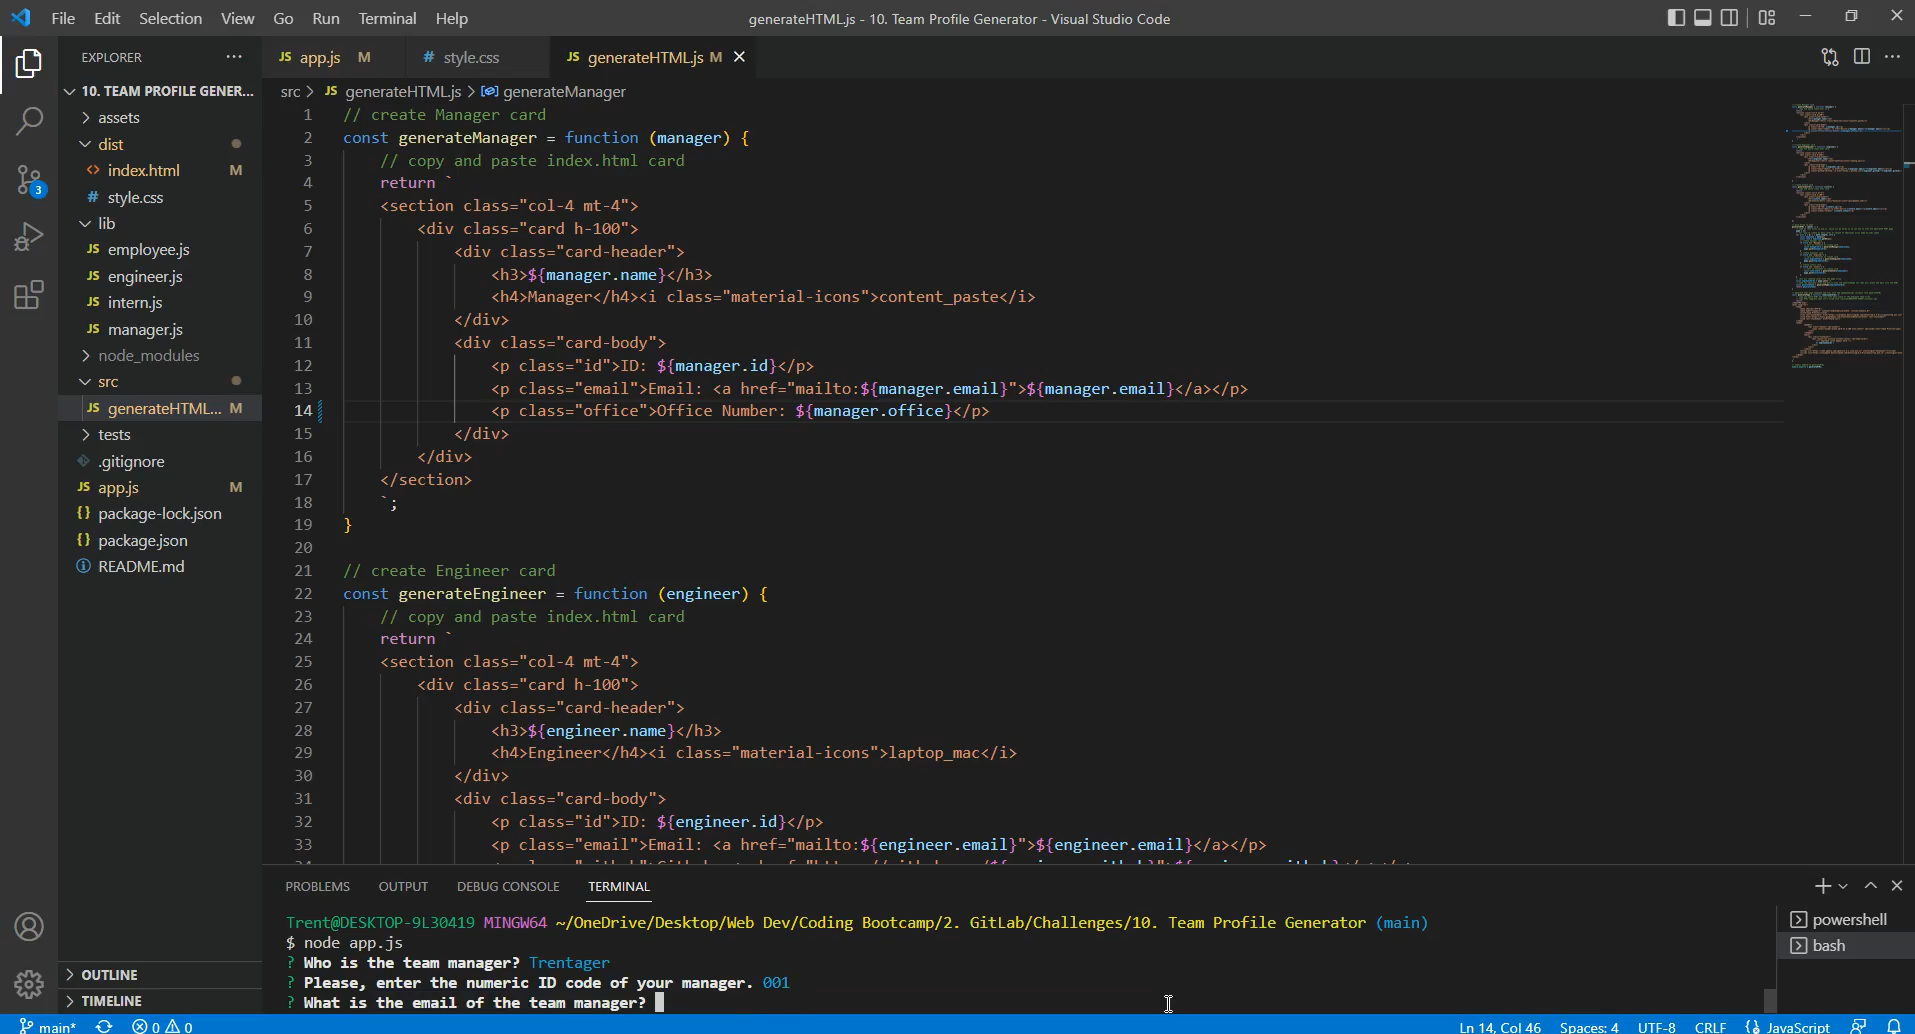 File Edit Selection View Go Run Terminal Help
generateHTML.js - 10. Team Profile Generator - Visual Studio Code
EXPLORER
JS app.js M
# style.css
JS generateHTML.js M
10. TEAM PROFILE GENER...
src > JS generateHTML.js > generateManager
assets
dist
index.html M
# style.css
lib
JS employee.js
JS engineer.js
JS intern.js
JS manager.js
node_modules
src
JS generateHTML... M
tests
.gitignore
JS app.js M
{} package-lock.json
{} package.json
README.md
OUTLINE
TIMELINE
3
1 // create Manager card
2 const generateManager = function (manager) {
3 // copy and paste index.html card
4 return `
5 <section class="col-4 mt-4">
6 <div class="card h-100">
7 <div class="card-header">
8 <h3>${manager.name}</h3>
9 <h4>Manager</h4><i class="material-icons">content_paste</i>
10 </div>
11 <div class="card-body">
12 <p class="id">ID: ${manager.id}</p>
13 <p class="email">Email: <a href="mailto:${manager.email}">${manager.email}</a></p>
14 <p class="office">Office Number: ${manager.office}</p>
15 </div>
16 </div>
17 </section>
18 `;
19 }
20
21 // create Engineer card
22 const generateEngineer = function (engineer) {
23 // copy and paste index.html card
24 return `
25 <section class="col-4 mt-4">
26 <div class="card h-100">
27 <div class="card-header">
28 <h3>${engineer.name}</h3>
29 <h4>Engineer</h4><i class="material-icons">laptop_mac</i>
30 </div>
31 <div class="card-body">
32 <p class="id">ID: ${engineer.id}</p>
33 <p class="email">Email: <a href="mailto:${engineer.email}">${engineer.email}</a></p>
PROBLEMS OUTPUT DEBUG CONSOLE TERMINAL
Trent@DESKTOP-9L30419 MINGW64 ~/OneDrive/Desktop/Web Dev/Coding Bootcamp/2. GitLab/Challenges/10. Team Profile Generator (main)
$ node app.js
? Who is the team manager? Trentager
? Please, enter the numeric ID code of your manager. 001
? What is the email of the team manager?
powershell
bash
main* 0 0
Ln 14, Col 46 Spaces: 4 UTF-8 CRLF {} JavaScript